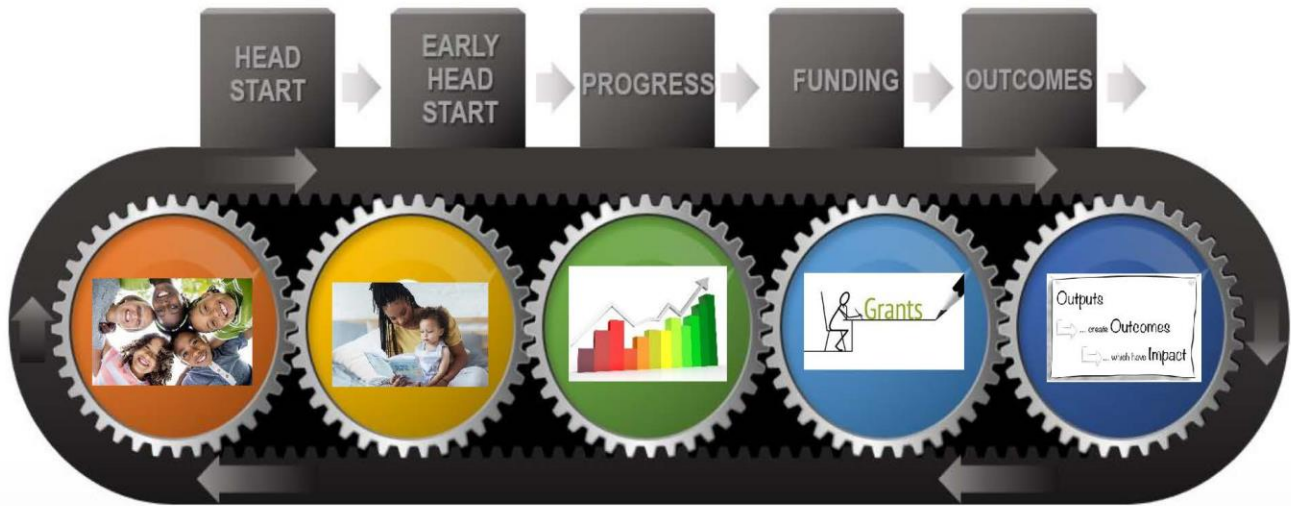 HEAD
START
EARLY
HEAD
START
PROGRESS
FUNDING
OUTCOMES
Grants
Outputs
... create Outcomes
... which have Impact